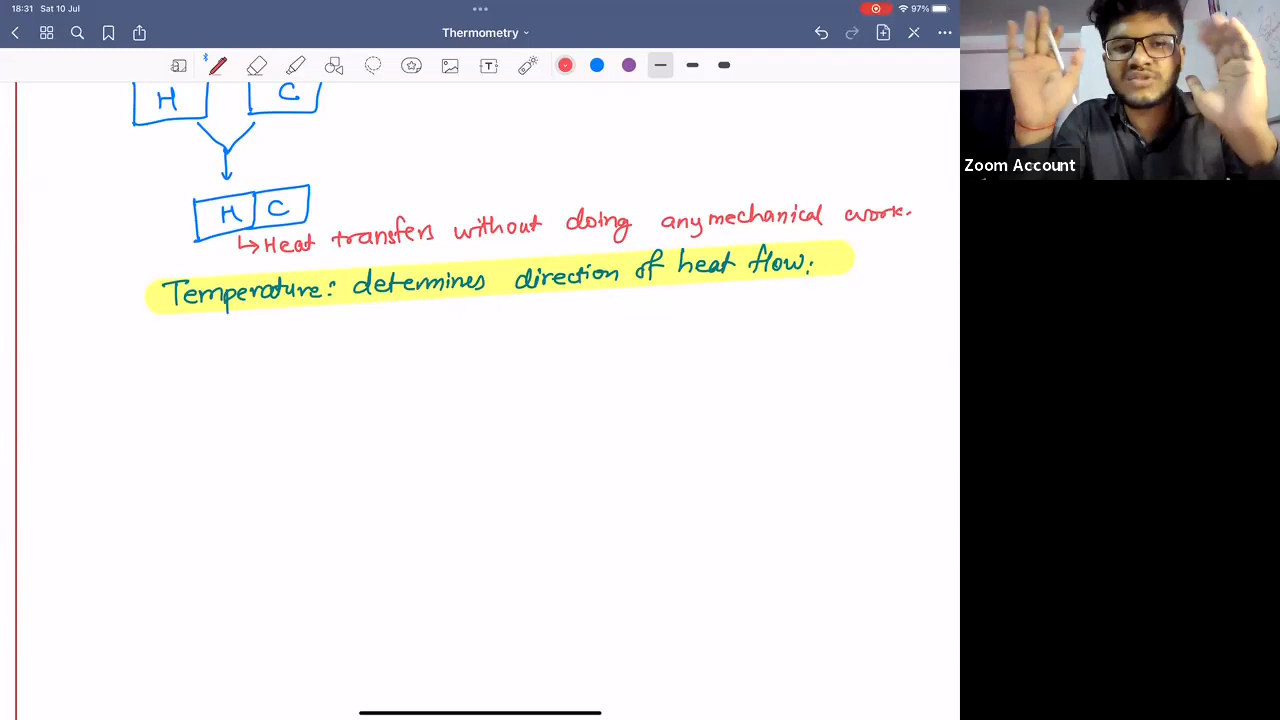 18:31 Sat 10 Jul
97%
Thermometry
T
H C
H C
Heat transfers without doing any mechanical work.
Temperature: determines direction of heat flow.
Zoom Account